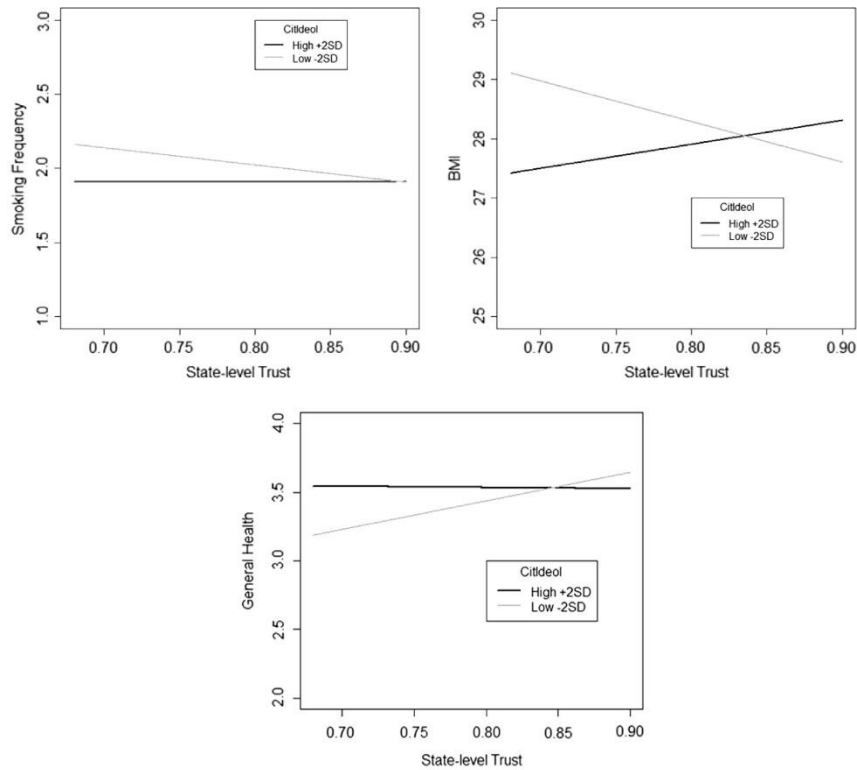 CitIdeol
High +2SD
Low -2SD
Smoking Frequency
3.0
2.5
2.0
1.5
1.0
0.70 0.75 0.80 0.85 0.90
State-level Trust
CitIdeol
High +2SD
Low -2SD
BMI
30
29
28
27
26
25
0.70 0.75 0.80 0.85 0.90
State-level Trust
CitIdeol
High +2SD
Low -2SD
General Health
4.0
3.5
3.0
2.5
2.0
0.70 0.75 0.80 0.85 0.90
State-level Trust